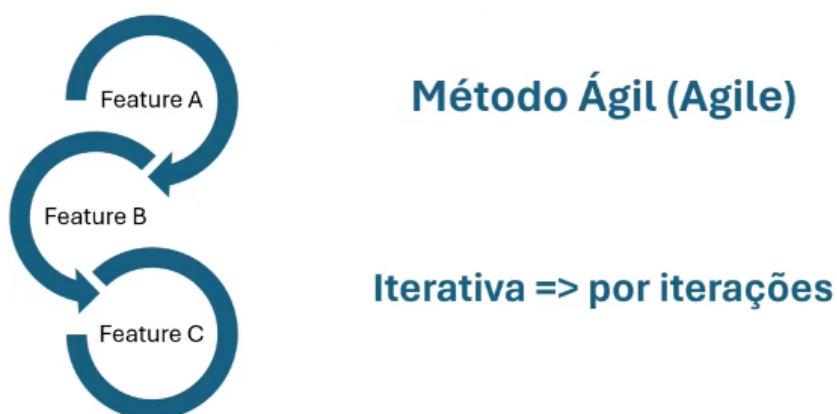 Feature A
Método Ágil (Agile)
Feature B
Iterativa => por iterações
Feature C